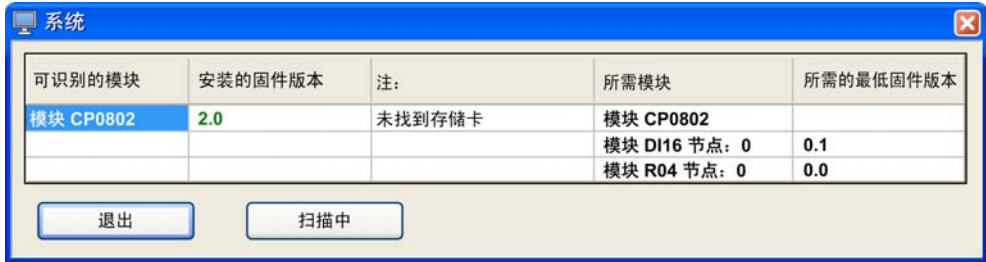 系统
可识别的模块 安装的固件版本 注： 所需模块 所需的最低固件版本
模块 CP0802 2.0 未找到存储卡 模块 CP0802
模块 DI16 节点：0 0.1
模块 R04 节点：0 0.0
退出 扫描中